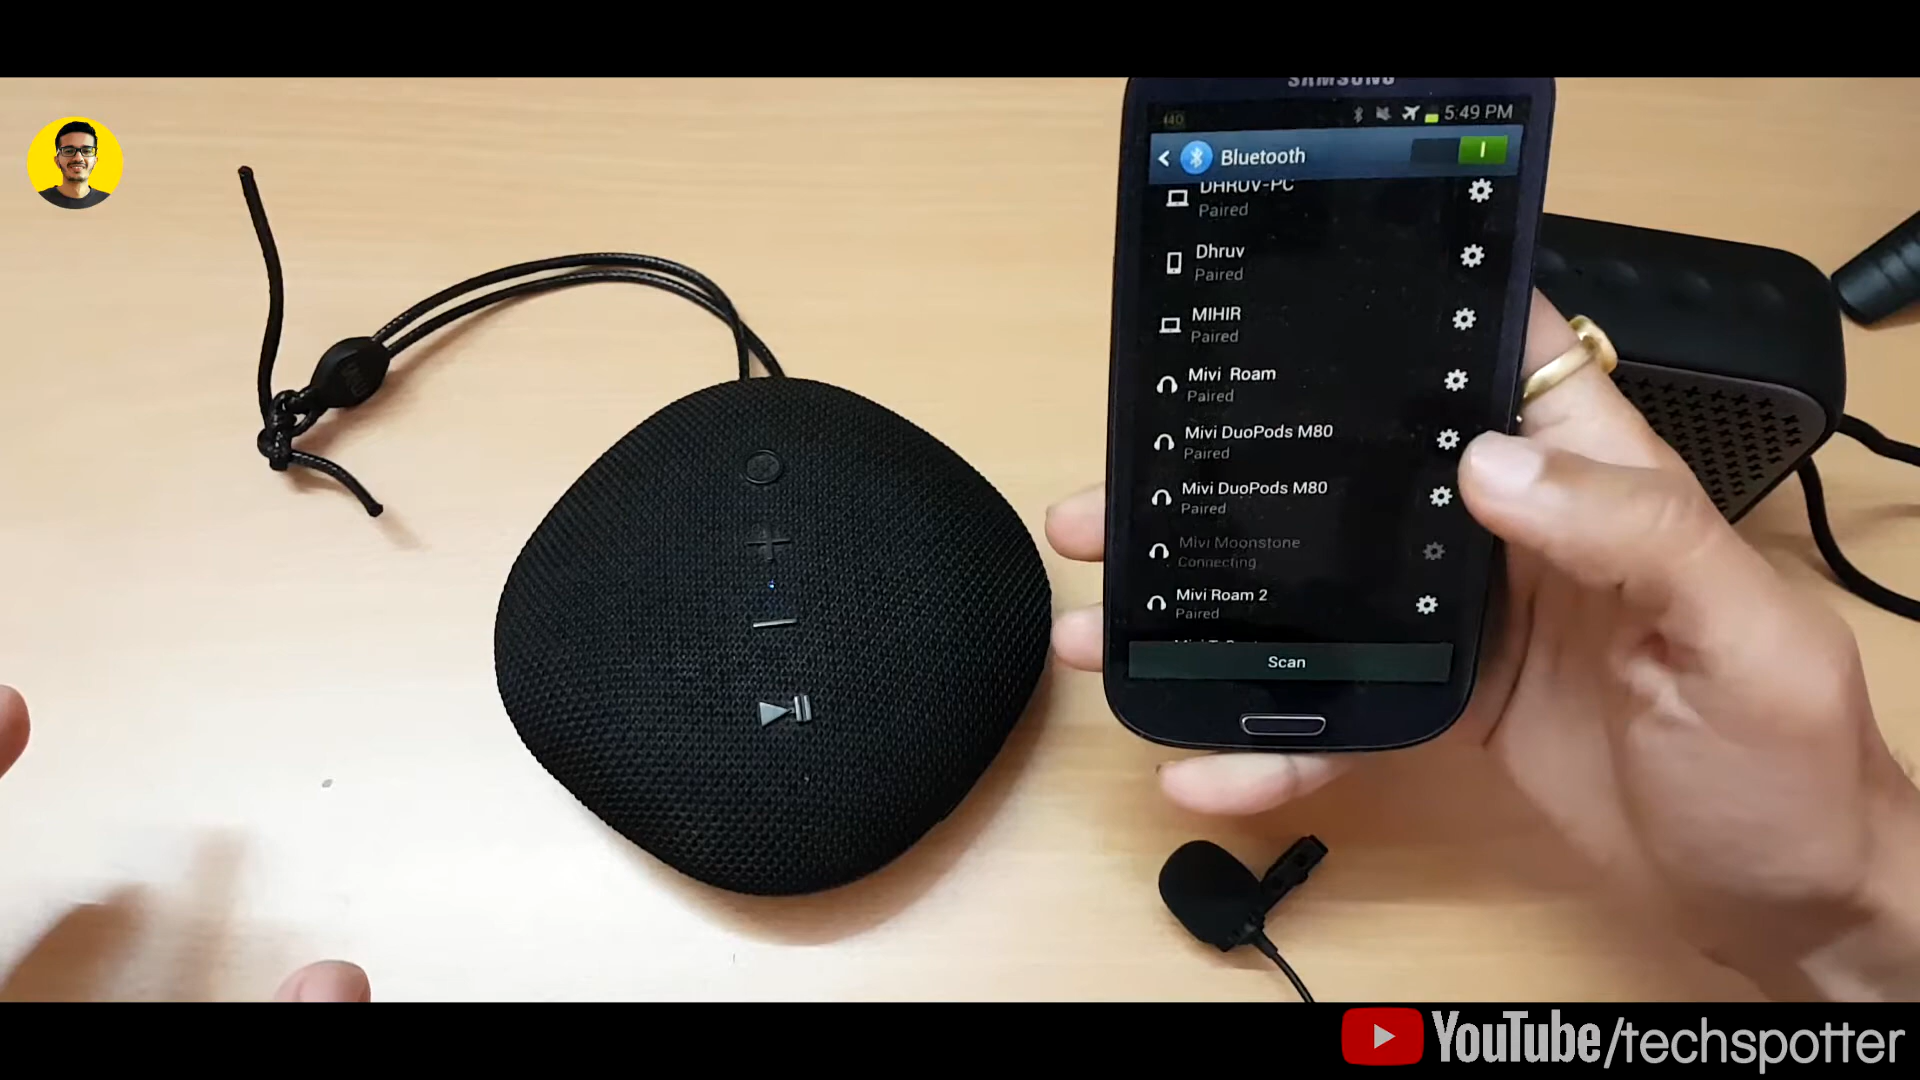 SAMSUNG
5:49 PM
Bluetooth
DHRUV-PC
Paired
Dhruv
Paired
MIHIR
Paired
Mivi Roam
Paired
Mivi DuoPods M80
Paired
Mivi DuoPods M80
Paired
Mivi Moonstone
Connecting
Mivi Roam 2
Paired
Scan
YouTube/techspotter